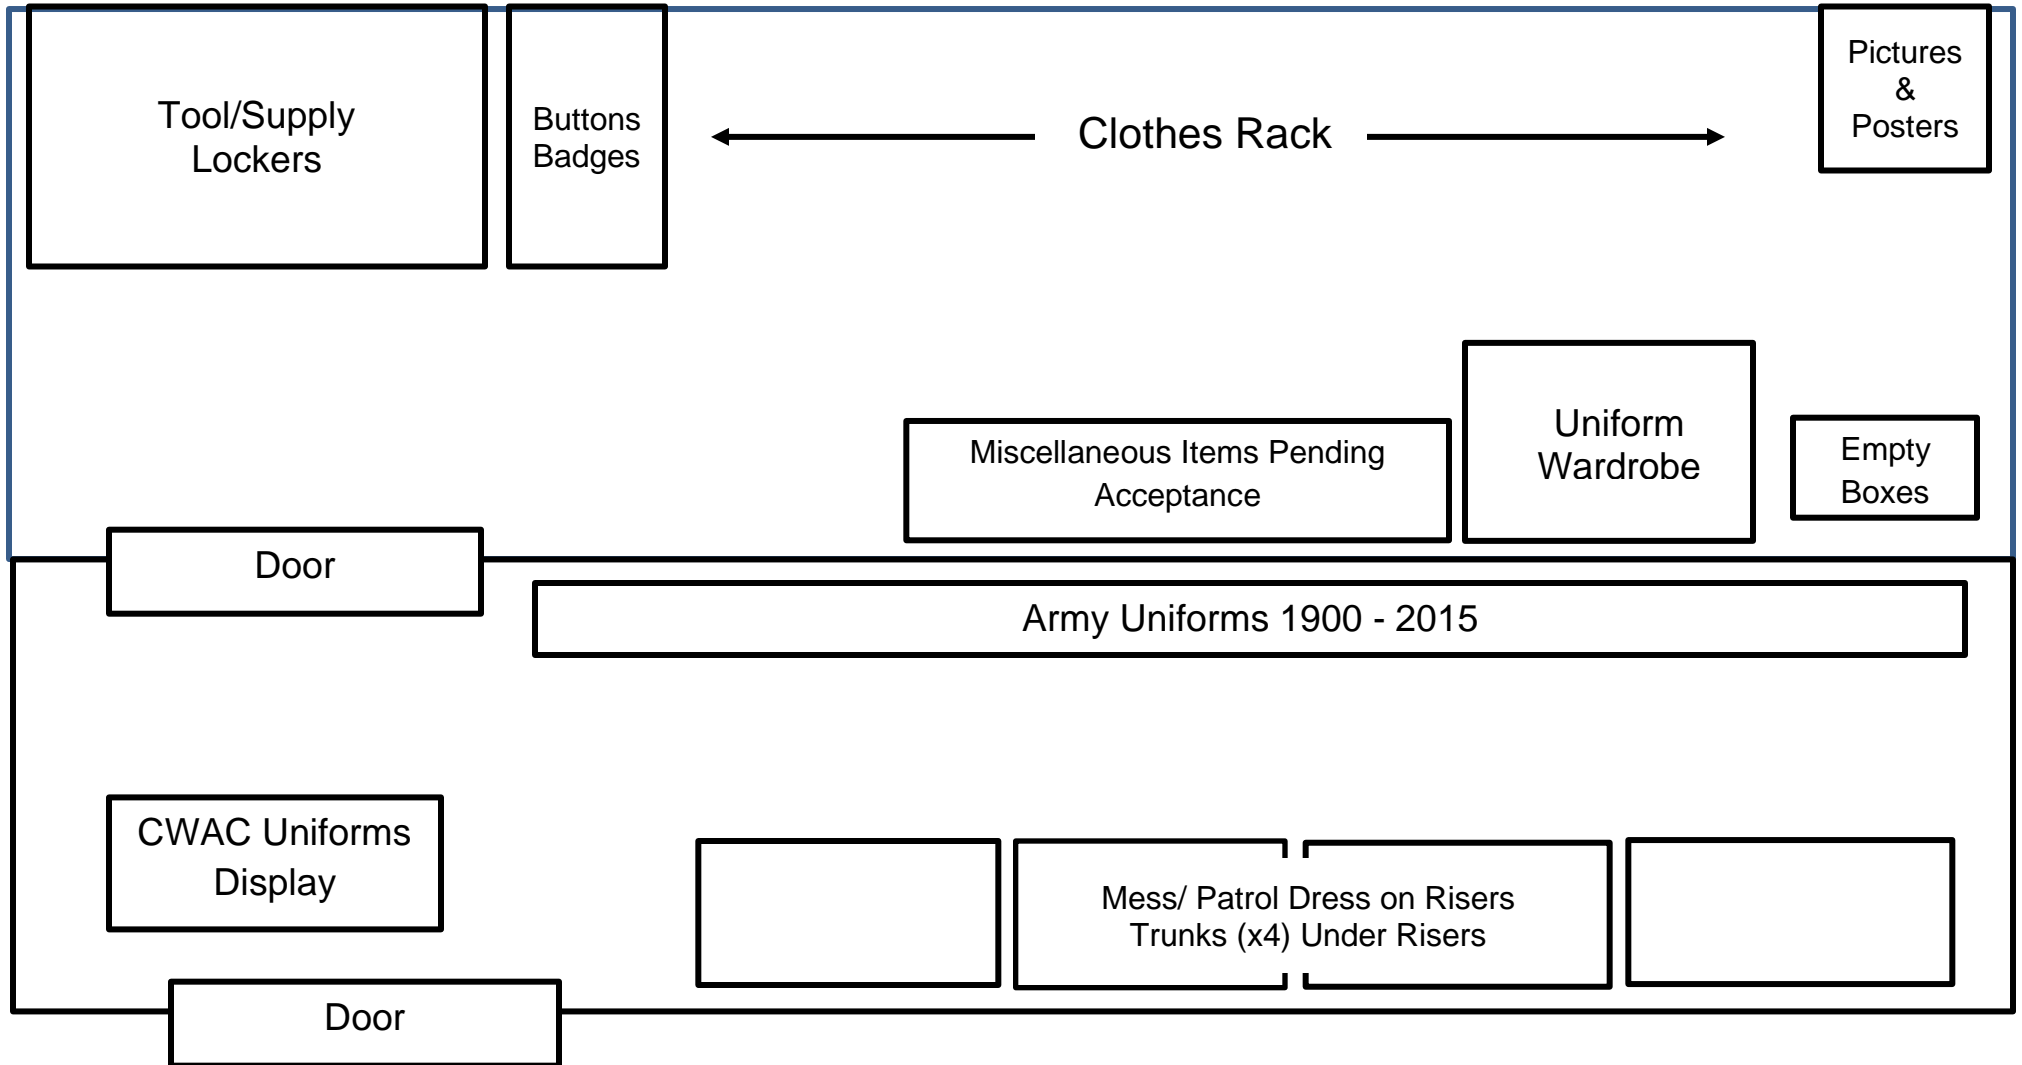 Tool/Supply
Lockers
Buttons
Badges
Clothes Rack
Pictures
&
Posters
Miscellaneous Items Pending
Acceptance
Uniform
Wardrobe
Empty
Boxes
Door
Army Uniforms 1900 - 2015
CWAC Uniforms
Display
Mess/ Patrol Dress on Risers
Trunks (x4) Under Risers
Door